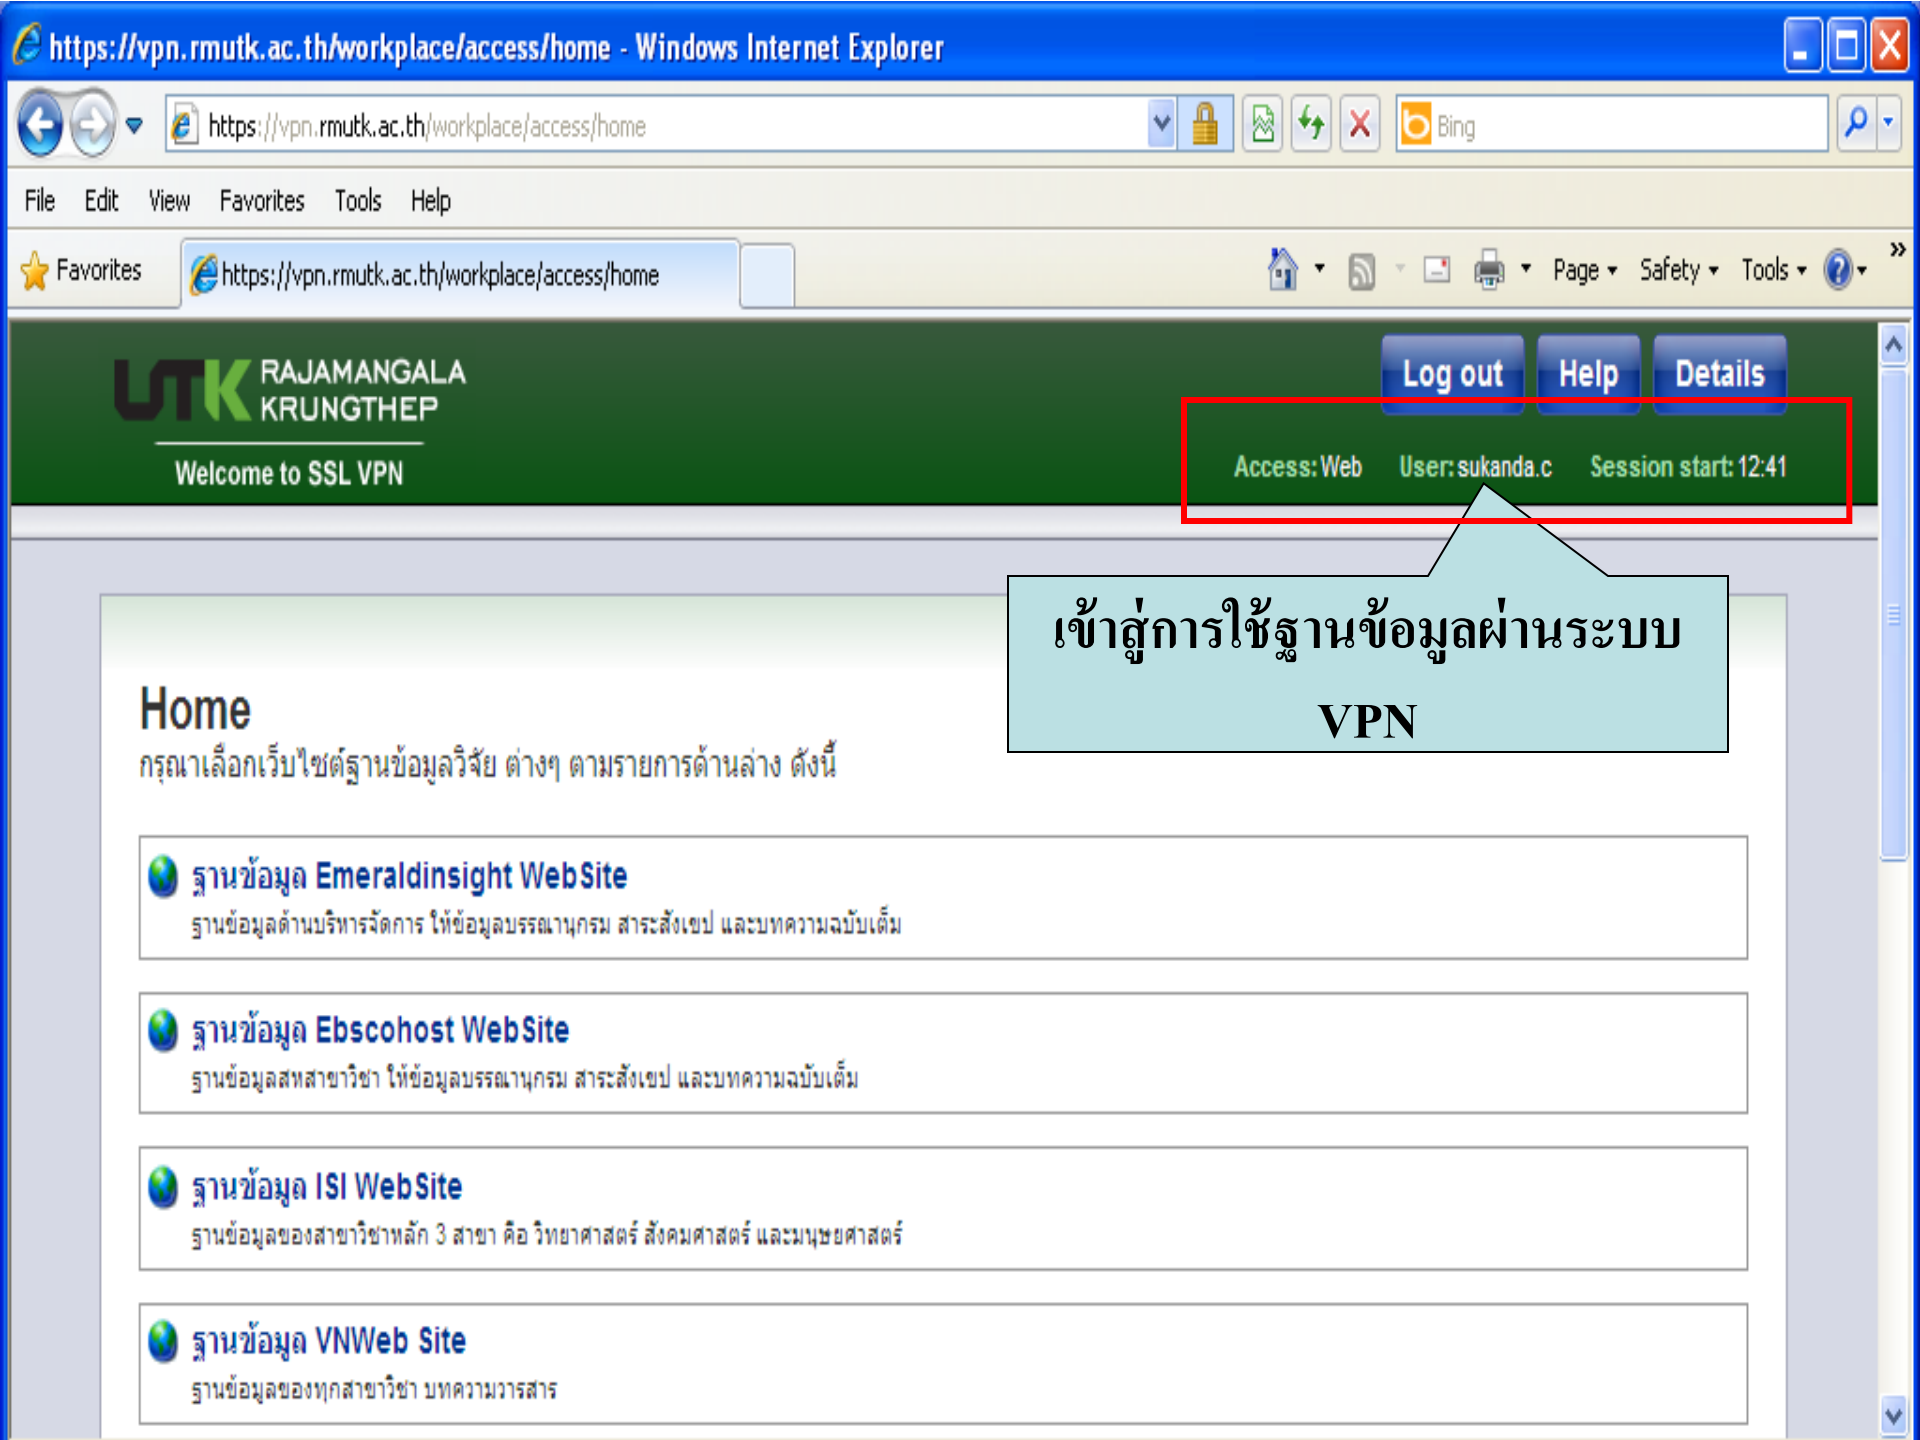 https://vpn.rmutk.ac.th/workplace/access/home - Windows Internet Explorer
https://vpn.rmutk.ac.th/workplace/access/home
Bing
File Edit View Favorites Tools Help
Favorites
https://vpn.rmutk.ac.th/workplace/access/home
Page Safety Tools »
UTK RAJAMANGALA
KRUNGTHEP
Welcome to SSL VPN
Log out Help Details
Access: Web User: sukanda.c Session start: 12:41
เข้าสู่การใช้ฐานข้อมูลผ่านระบบ
VPN
Home
กรุณาเลือกเว็บไซต์ฐานข้อมูลวิจัย ต่างๆ ตามรายการด้านล่าง ดังนี้
ฐานข้อมูล Emeraldinsight WebSite
ฐานข้อมูลด้านบริหารจัดการ ให้ข้อมูลบรรณานุกรม สาระสังเขป และบทความฉบับเต็ม
ฐานข้อมูล Ebscohost WebSite
ฐานข้อมูลสหสาขาวิชา ให้ข้อมูลบรรณานุกรม สาระสังเขป และบทความฉบับเต็ม
ฐานข้อมูล ISI WebSite
ฐานข้อมูลของสาขาวิชาหลัก 3 สาขา คือ วิทยาศาสตร์ สังคมศาสตร์ และมนุษยศาสตร์
ฐานข้อมูล VNWeb Site
ฐานข้อมูลของทุกสาขาวิชา บทความวารสาร